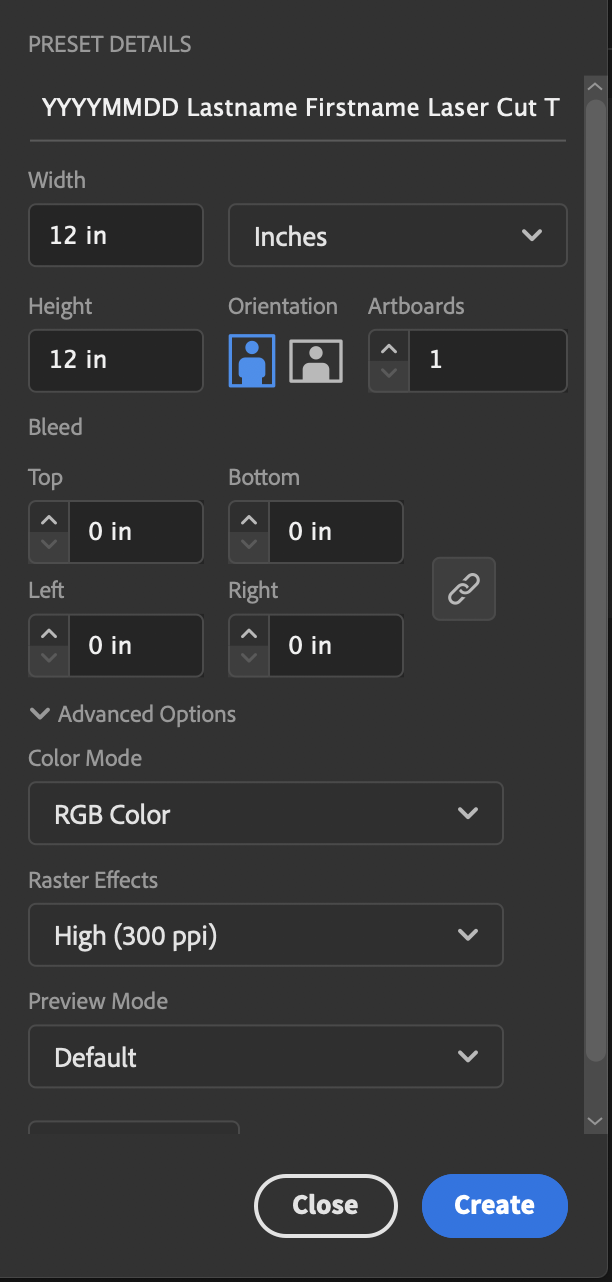 PRESET DETAILS
YYYYMMDD Lastname Firstname Laser Cut T
Width
12 in Inches
Height Orientation Artboards
12 in 1
Bleed
Top Bottom
0 in 0 in
Left Right
0 in 0 in
Advanced Options
Color Mode
RGB Color
Raster Effects
High (300 ppi)
Preview Mode
Default
Close Create